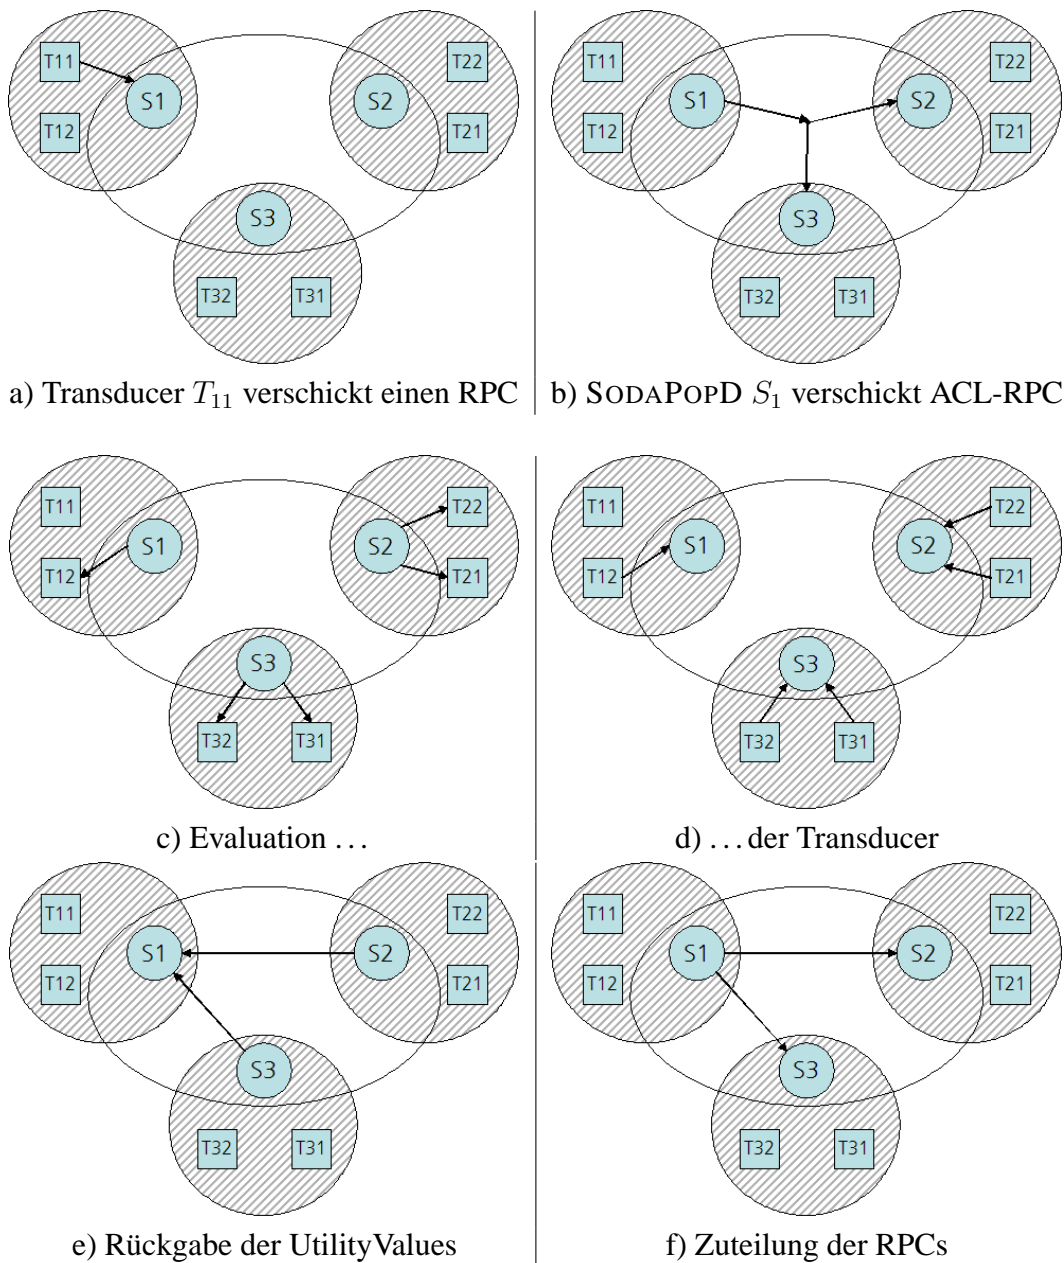 T11
S1
T12
T22
S2
T21
S3
T32
T31
a) Transducer T₁₁ verschickt einen RPC
T11
S1
T12
T22
S2
T21
S3
T32
T31
b) SODAPOPD S₁ verschickt ACL-RPC
T11
S1
T12
T22
S2
T21
S3
T32
T31
c) Evaluation ...
T11
S1
T12
T22
S2
T21
S3
T32
T31
d) ... der Transducer
T11
S1
T12
T22
S2
T21
S3
T32
T31
e) Rückgabe der UtilityValues
T11
S1
T12
T22
S2
T21
S3
T32
T31
f) Zuteilung der RPCs